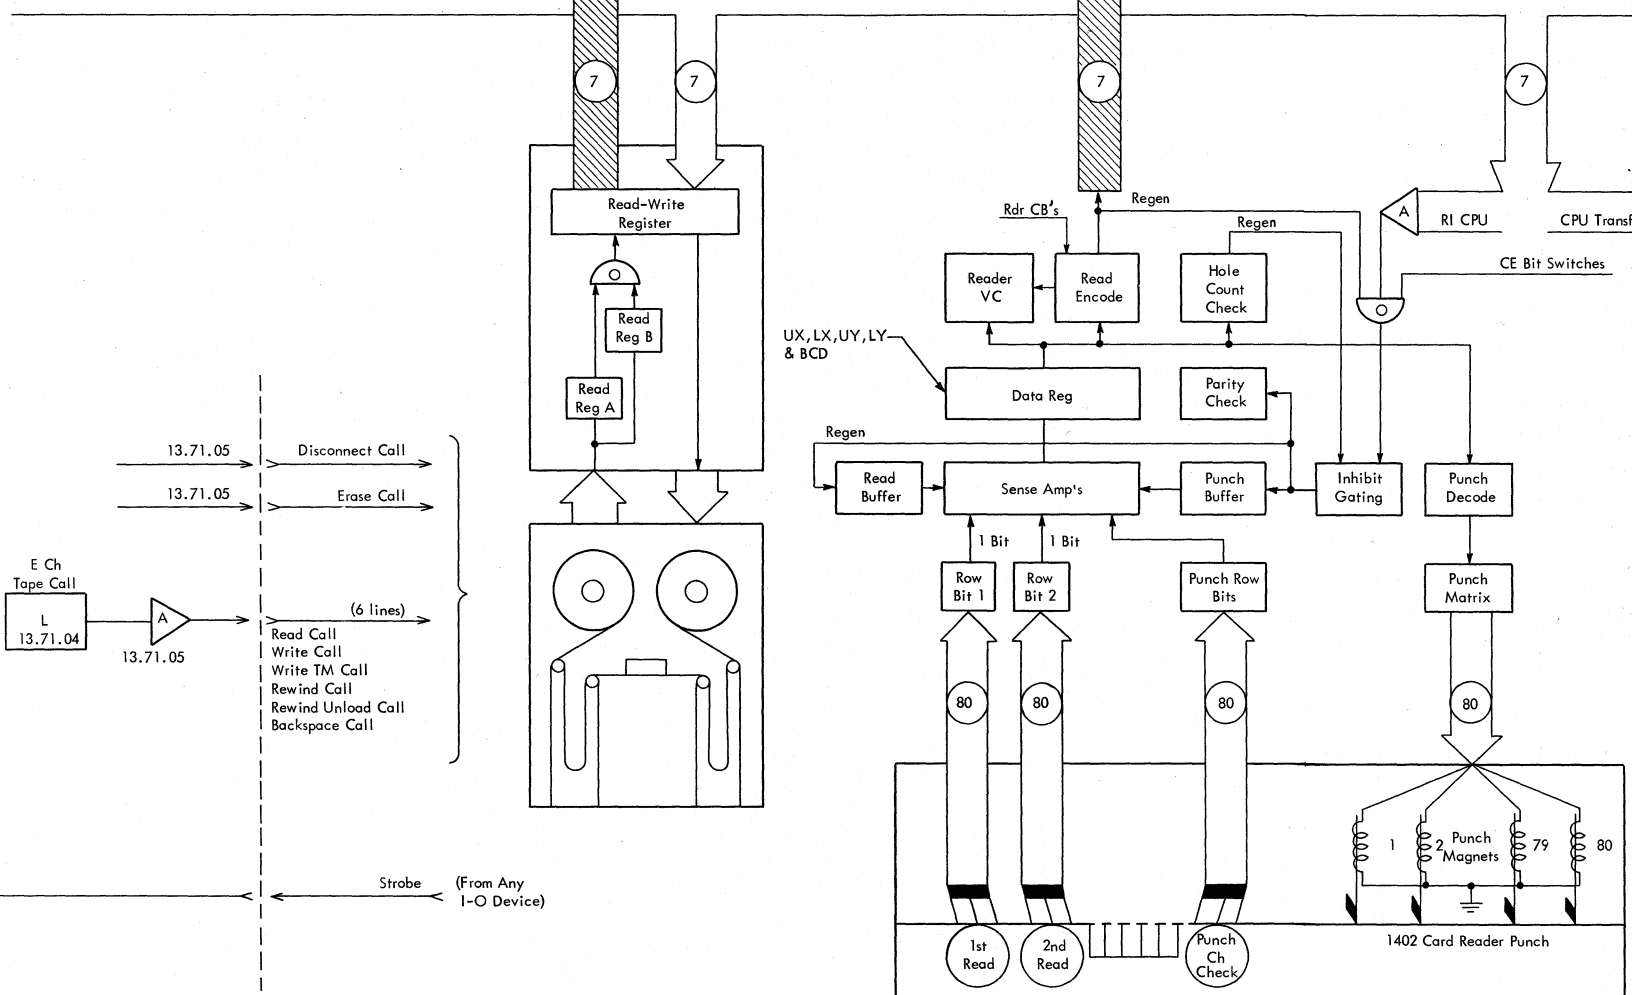 7
7
7
7
Read-Write
Register
Read
Reg B
Read
Reg A
Rdr CB's
Regen
Regen
A
RI CPU
CE Bit Switches
Reader
VC
Read
Encode
Hole
Count
Check
UX, LX, UY, LY
& BCD
Data Reg
Parity
Check
Regen
Read
Buffer
Sense Amp's
Punch
Buffer
Inhibit
Gating
Punch
Decode
1 Bit
1 Bit
Row
Bit 1
Row
Bit 2
Punch Row
Bits
Punch
Matrix
80
80
80
80
13.71.05
Disconnect Call
13.71.05
Erase Call
E Ch
Tape Call
L
13.71.04
A
13.71.05
(6 lines)
Read Call
Write Call
Write TM Call
Rewind Call
Rewind Unload Call
Backspace Call
Strobe
(From Any
I-O Device)
1
2
Punch
Magnets
79
80
1st
Read
2nd
Read
Punch
Ch
Check
1402 Card Reader Punch
CPU Transf